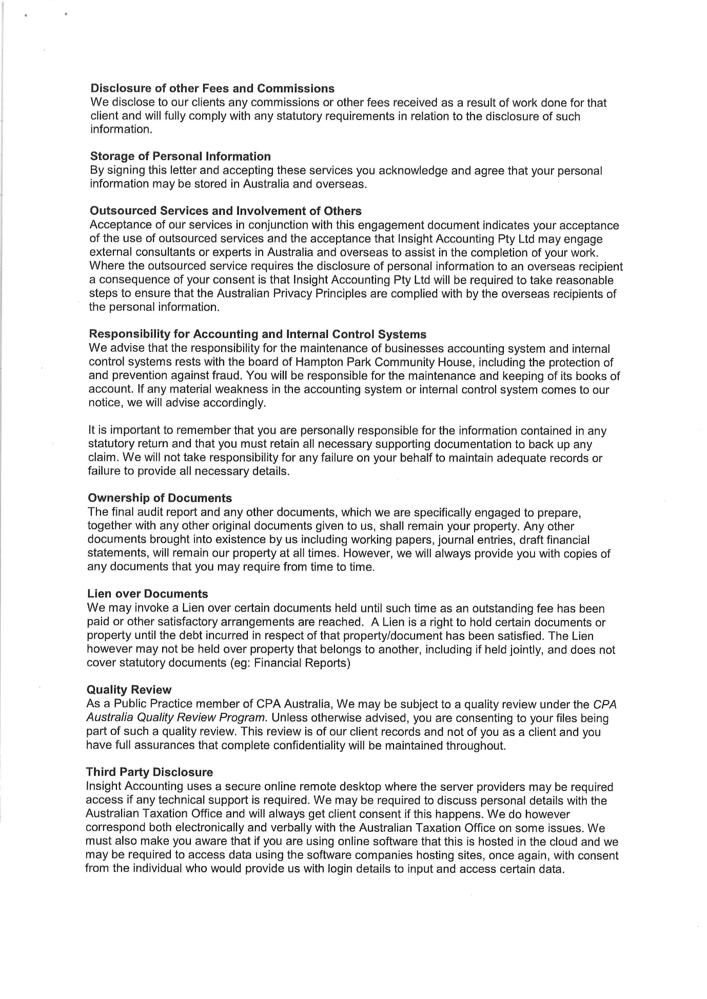 Disclosure of other Fees and Commissions
We disclose to our clients any commissions or other fees received as a result of work done for that
client and will fully comply with any statutory requirements in relation to the disclosure of such
information.
Storage of Personal Information
By signing this letter and accepting these services you acknowledge and agree that your personal
information may be stored in Australia and overseas.
Outsourced Services and Involvement of Others
Acceptance of our services in conjunction with this engagement document indicates your acceptance
of the use of outsourced services and the acceptance that Insight Accounting Pty Ltd may engage
external consultants or experts in Australia and overseas to assist in the completion of your work.
Where the outsourced service requires the disclosure of personal information to an overseas recipient
a consequence of your consent is that Insight Accounting Pty Ltd will be required to take reasonable
steps to ensure that the Australian Privacy Principles are complied with by the overseas recipients of
the personal information.
Responsibility for Accounting and Internal Control Systems
We advise that the responsibility for the maintenance of businesses accounting system and internal
control systems rests with the board of Hampton Park Community House, including the protection of
and prevention against fraud. You will be responsible for the maintenance and keeping of its books of
account. If any material weakness in the accounting system or internal control system comes to our
notice, we will advise accordingly.
It is important to remember that you are personally responsible for the information contained in any
statutory return and that you must retain all necessary supporting documentation to back up any
claim. We will not take responsibility for any failure on your behalf to maintain adequate records or
failure to provide all necessary details.
Ownership of Documents
The final audit report and any other documents, which we are specifically engaged to prepare,
together with any other original documents given to us, shall remain your property. Any other
documents brought into existence by us including working papers, journal entries, draft financial
statements, will remain our property at all times. However, we will always provide you with copies of
any documents that you may require from time to time.
Lien over Documents
We may invoke a Lien over certain documents held until such time as an outstanding fee has been
paid or other satisfactory arrangements are reached.  A Lien is a right to hold certain documents or
property until the debt incurred in respect of that property/document has been satisfied. The Lien
however may not be held over property that belongs to another, including if held jointly, and does not
cover statutory documents (eg: Financial Reports)
Quality Review
As a Public Practice member of CPA Australia, We may be subject to a quality review under the CPA
Australia Quality Review Program. Unless otherwise advised, you are consenting to your files being
part of such a quality review. This review is of our client records and not of you as a client and you
have full assurances that complete confidentiality will be maintained throughout.
Third Party Disclosure
Insight Accounting uses a secure online remote desktop where the server providers may be required
access if any technical support is required. We may be required to discuss personal details with the
Australian Taxation Office and will always get client consent if this happens. We do however
correspond both electronically and verbally with the Australian Taxation Office on some issues. We
must also make you aware that if you are using online software that this is hosted in the cloud and we
may be required to access data using the software companies hosting sites, once again, with consent
from the individual who would provide us with login details to input and access certain data.